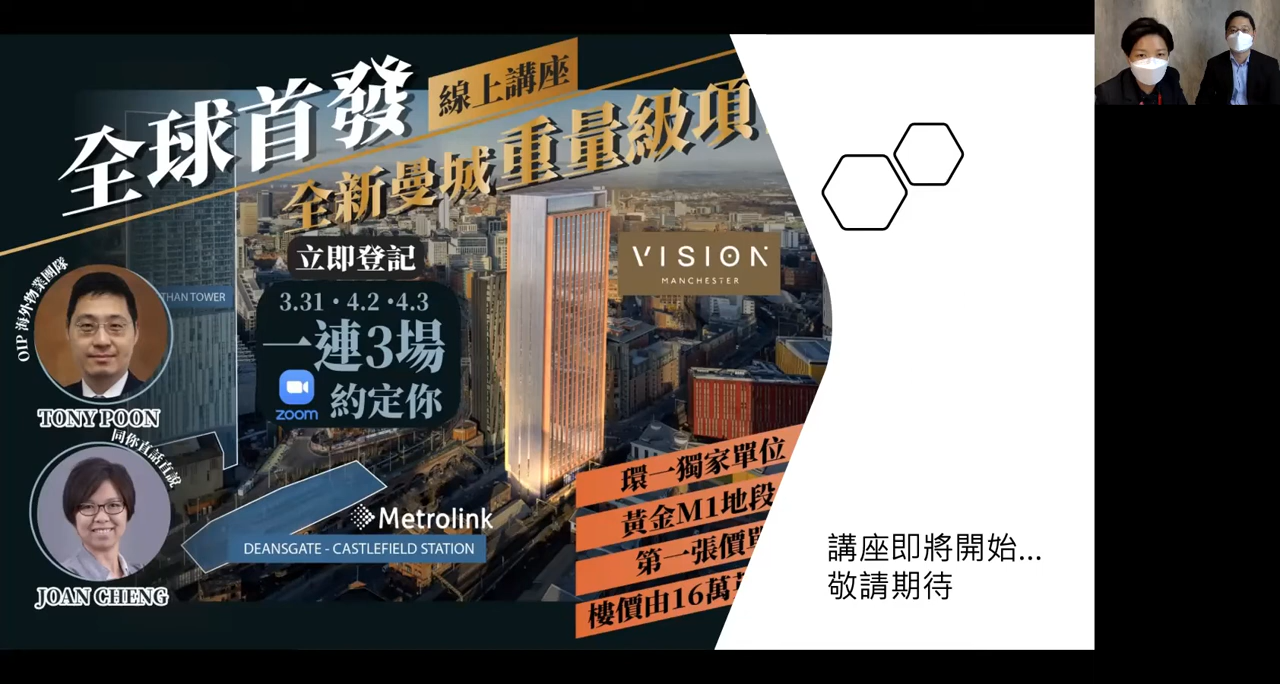 全球首發
線上講座
全新曼城重量級項
立即登記
3.31・4.2・4.3
一連3場
zoom
約定你
VISION
MANCHESTER
THAN TOWER
OIP 海外物業團隊
TONY POON
同你直話直說
JOAN CHENG
Metrolink
DEANSGATE - CASTLEFIELD STATION
環一獨家單位
黃金M1地段
第一張價單
樓價由16萬
講座即將開始...
敬請期待